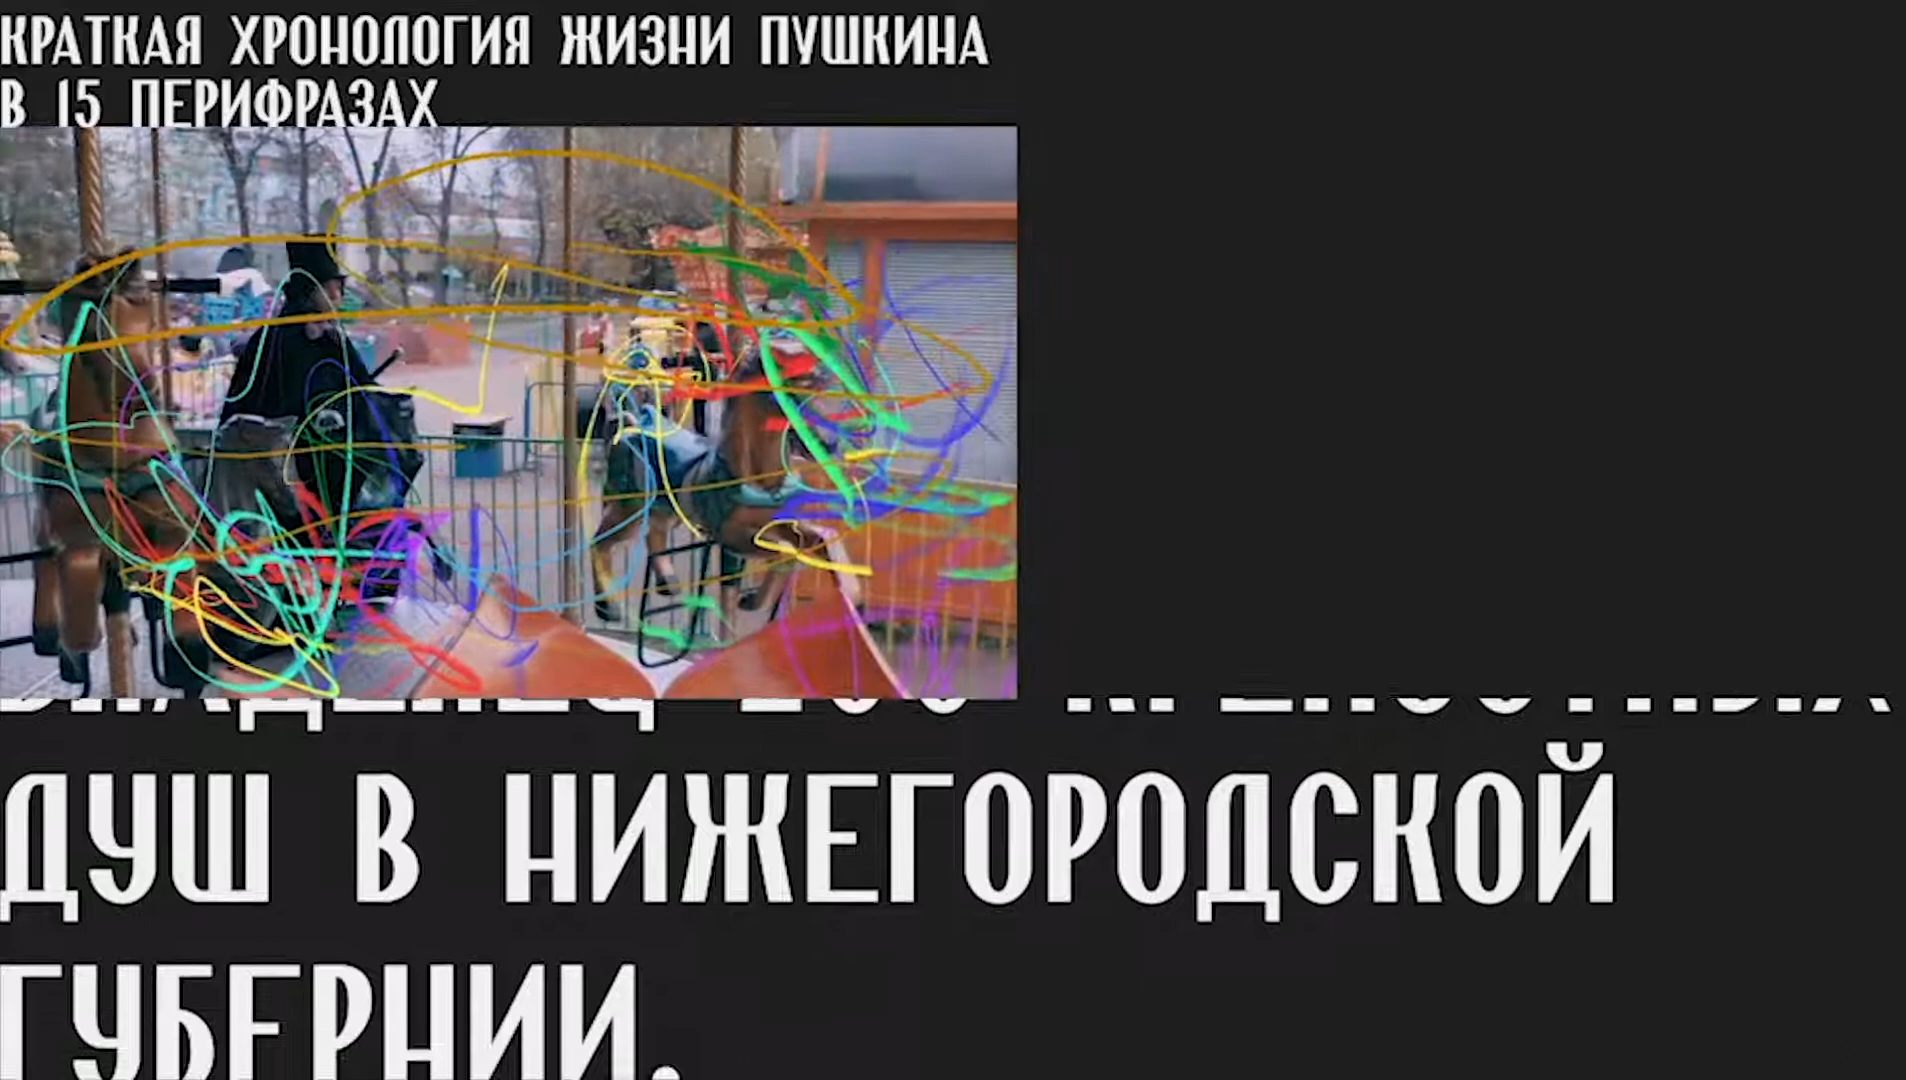 КРАТКАЯ ХРОНОЛОГИЯ ЖИЗНИ ПУШКИНА
В 15 ПЕРИФРАЗАХ
ДУШ В НИЖЕГОРОДСКОЙ
ГУБЕРНИИ.